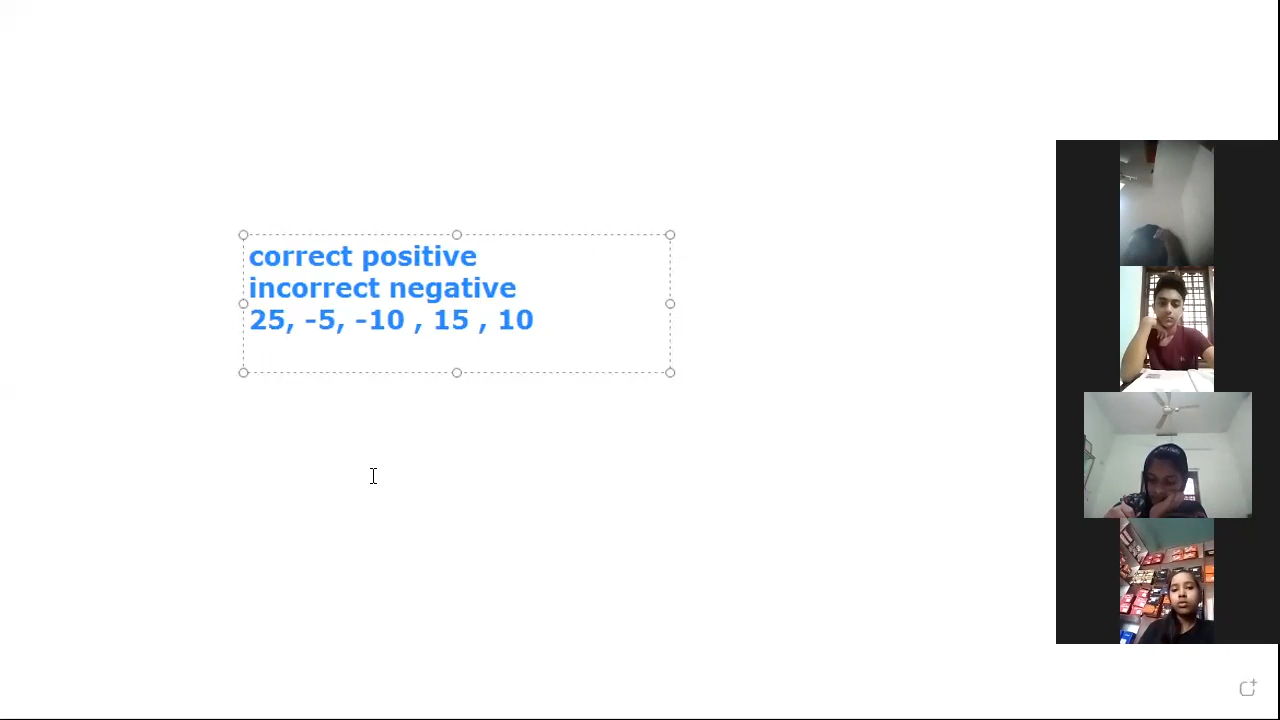 correct positive
incorrect negative
25, -5, -10 , 15 , 10